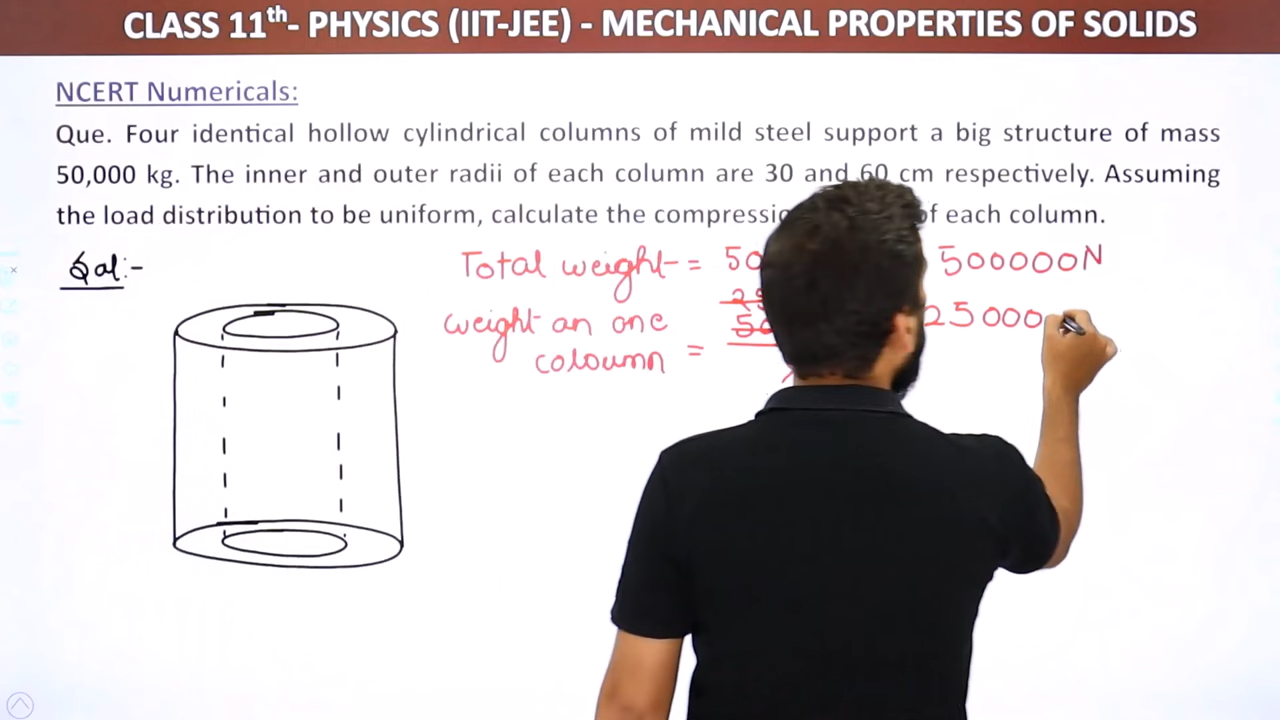 CLASS 11th- PHYSICS (IIT-JEE) - MECHANICAL PROPERTIES OF SOLIDS
NCERT Numericals:
Que. Four identical hollow cylindrical columns of mild steel support a big structure of mass
50,000 kg. The inner and outer radii of each column are 30 and 60 cm respectively. Assuming
the load distribution to be uniform, calculate the of each column.
Sol:-
Total weight = 500000N
weight an one
25000
coloumn =